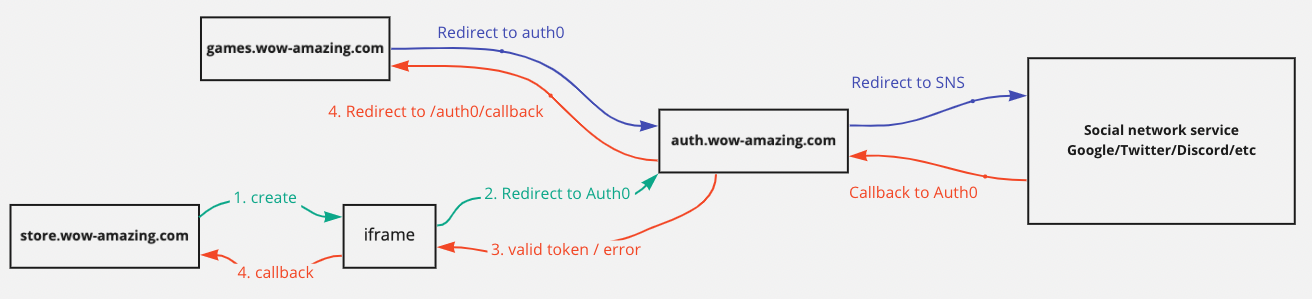 games.wow-amazing.com
Redirect to auth0
4. Redirect to /auth0/callback
auth.wow-amazing.com
Redirect to SNS
Callback to Auth0
Social network service
Google/Twitter/Discord/etc
store.wow-amazing.com
1. create
iframe
2. Redirect to Auth0
3. valid token / error
4. callback